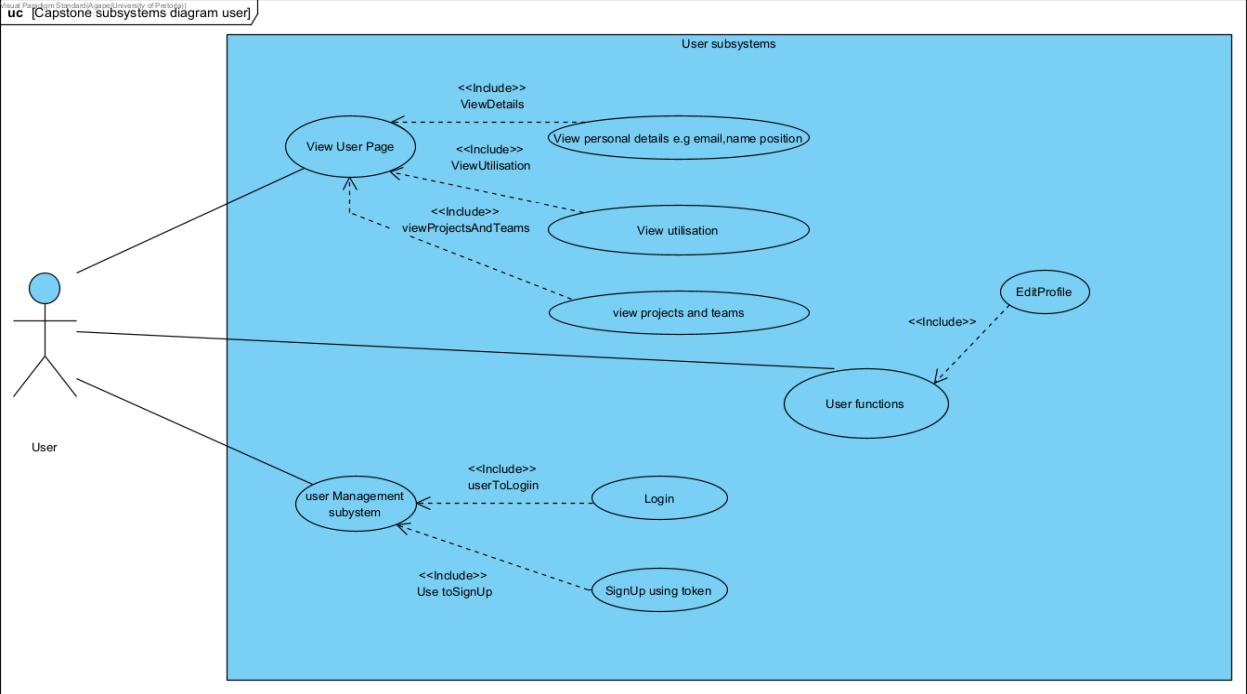 Visual Paradigm Standard(Agape(University of Pretoria))
uc [Capstone subsystems diagram user]
User subsystems
<<Include>>
ViewDetails
View User Page
View personal details e.g email,name position
<<Include>>
ViewUtilisation
<<Include>>
viewProjectsAndTeams
View utilisation
view projects and teams
EditProfile
<<Include>>
User functions
User
<<Include>>
userToLogiin
user Management
subystem
Login
<<Include>>
Use toSignUp
SignUp using token